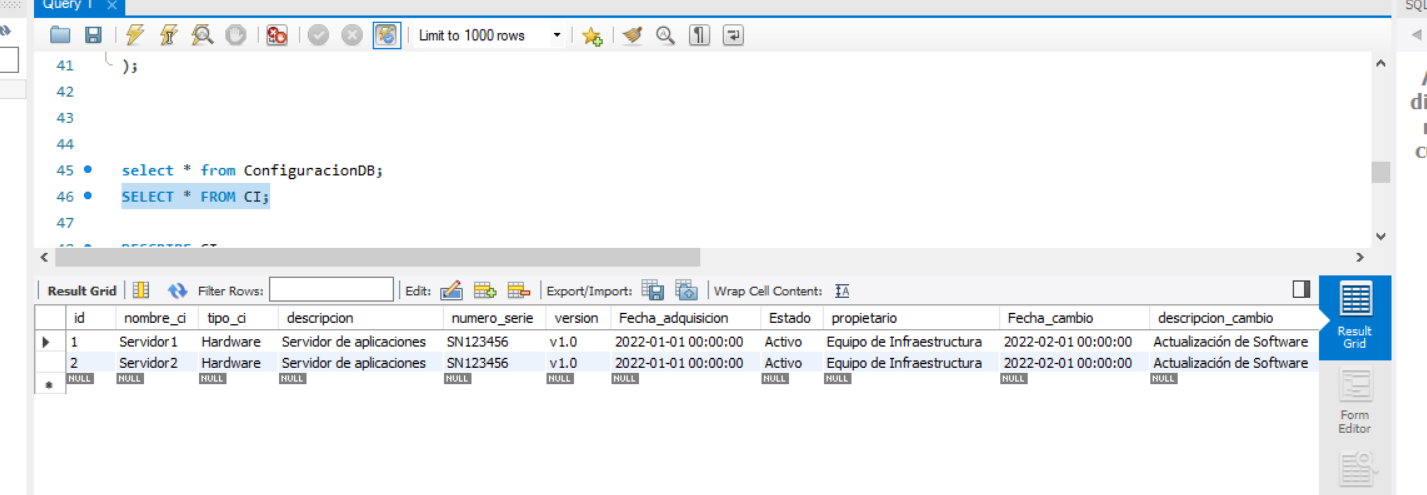 Query 1
SQL
Limit to 1000 rows
41 );
42
43
44
45 select * from ConfiguracionDB;
46 SELECT * FROM CI;
47
Result Grid Filter Rows: Edit: Export/Import: Wrap Cell Content:
id nombre_ci tipo_ci descripcion numero_serie version Fecha_adquisicion Estado propietario Fecha_cambio descripcion_cambio
1 Servidor1 Hardware Servidor de aplicaciones SN123456 v1.0 2022-01-01 00:00:00 Activo Equipo de Infraestructura 2022-02-01 00:00:00 Actualización de Software
2 Servidor2 Hardware Servidor de aplicaciones SN123456 v1.0 2022-01-01 00:00:00 Activo Equipo de Infraestructura 2022-02-01 00:00:00 Actualización de Software
NULL NULL NULL NULL NULL NULL NULL NULL NULL NULL NULL
Result
Grid
Form
Editor